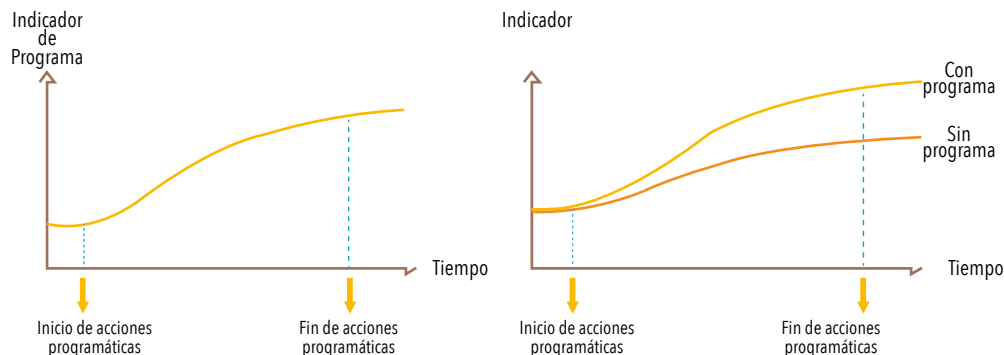 Indicador
de
Programa
Tiempo
Inicio de acciones
programáticas
Fin de acciones
programáticas
Indicador
Con
programa
Sin
programa
Tiempo
Inicio de acciones
programáticas
Fin de acciones
programáticas